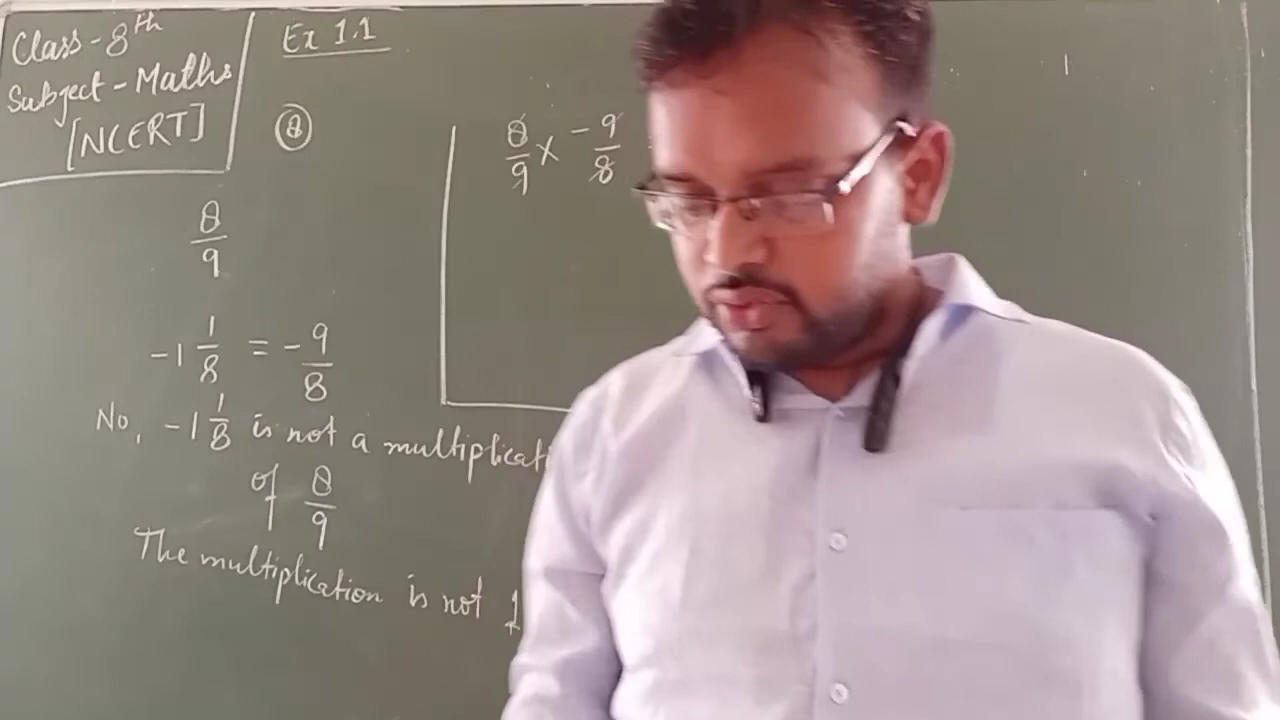 Class - 8th
Subject - Maths
[NCERT]
Ex 1.1
8
8/9
-1 1/8 = - 9/8
No, -1 1/8 is not a multiplicati
of 8/9
The multiplication is not 1
8/9 x - 9/8